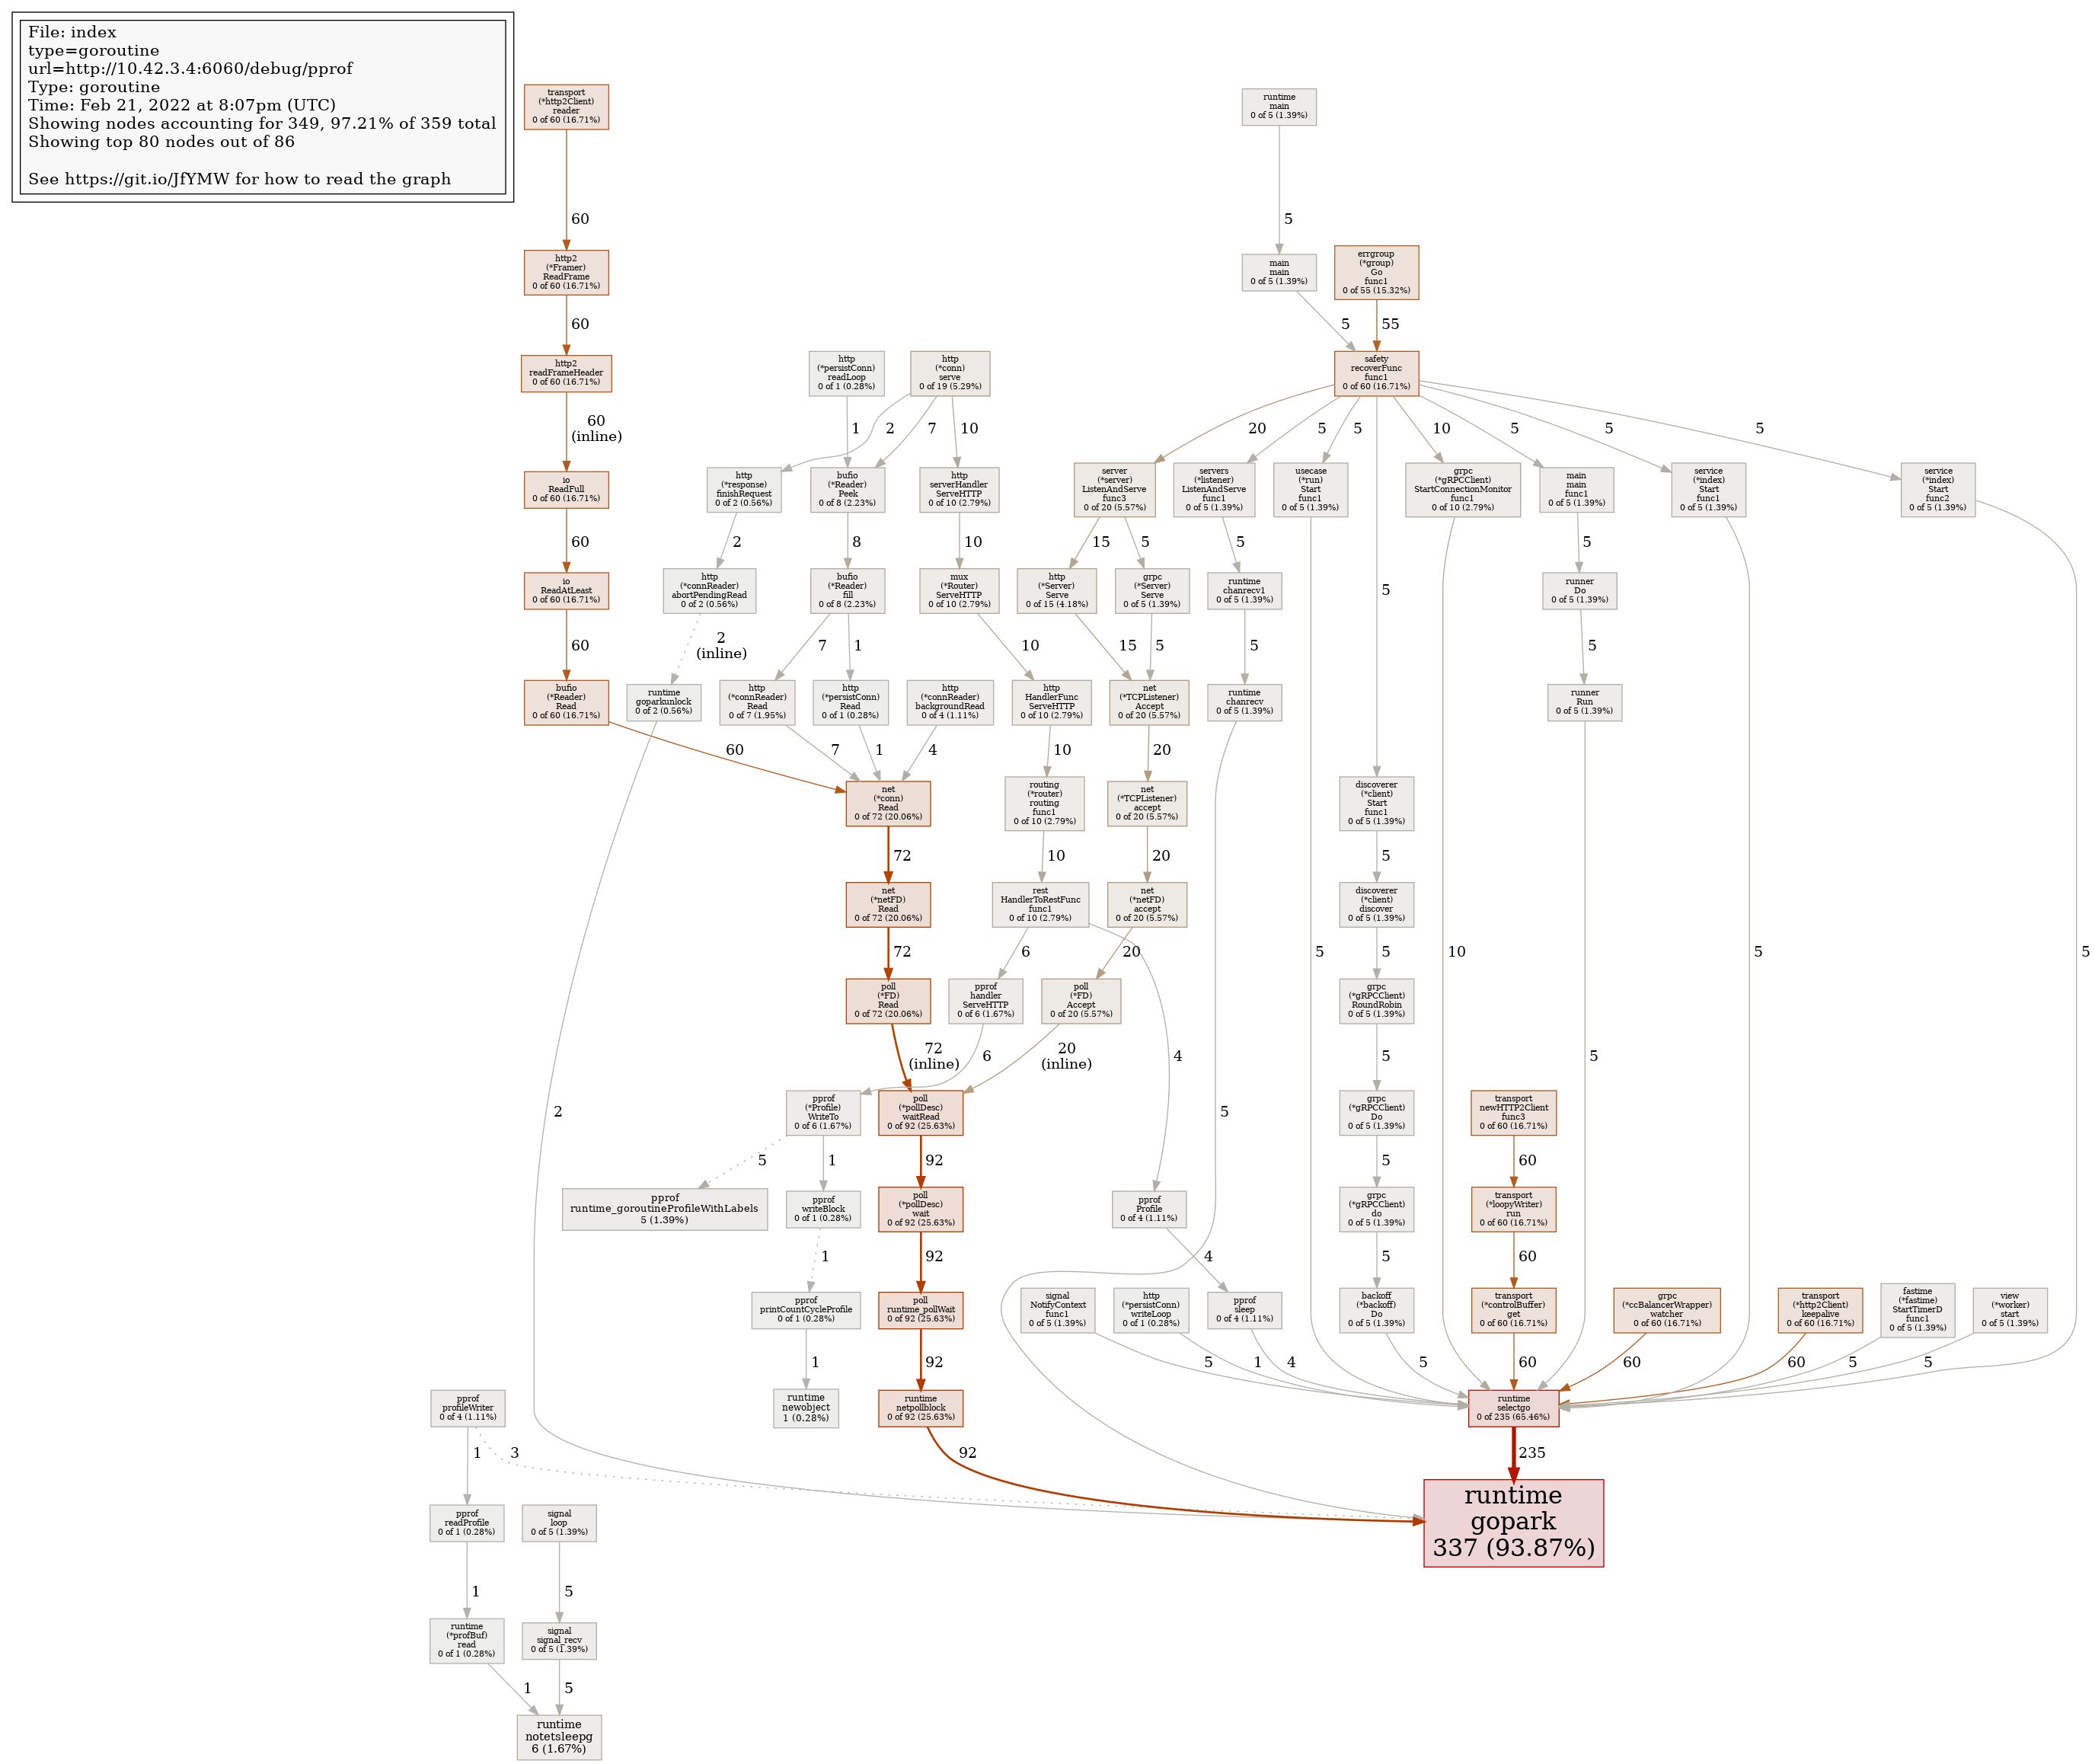 File: index
type=goroutine
url=http://10.42.3.4:6060/debug/pprof
Type: goroutine
Time: Feb 21, 2022 at 8:07pm (UTC)
Showing nodes accounting for 349, 97.21% of 359 total
Showing top 80 nodes out of 86
See https://git.io/JfYMW for how to read the graph
transport
(*http2Client)
reader
0 of 60 (16.71%)
runtime
main
0 of 5 (1.39%)
60
5
http2
(*Framer)
ReadFrame
0 of 60 (16.71%)
main
main
0 of 5 (1.39%)
errgroup
(*group)
Go
func1
0 of 55 (15.32%)
60
5
55
http2
readFrameHeader
0 of 60 (16.71%)
http
(*persistConn)
readLoop
0 of 1 (0.28%)
http
(*conn)
serve
0 of 19 (5.29%)
safety
recoverFunc
func1
0 of 60 (16.71%)
60
(inline)
1
2
7
10
20
5
5
10
5
5
5
io
ReadFull
0 of 60 (16.71%)
http
(*response)
finishRequest
0 of 2 (0.56%)
bufio
(*Reader)
Peek
0 of 8 (2.23%)
http
serverHandler
ServeHTTP
0 of 10 (2.79%)
server
(*server)
ListenAndServe
func3
0 of 20 (5.57%)
servers
(*listener)
ListenAndServe
func1
0 of 5 (1.39%)
usecase
(*run)
Start
func1
0 of 5 (1.39%)
grpc
(*gRPCClient)
StartConnectionMonitor
func1
0 of 10 (2.79%)
main
main
func1
0 of 5 (1.39%)
service
(*index)
Start
func1
0 of 5 (1.39%)
service
(*index)
Start
func2
0 of 5 (1.39%)
60
2
8
10
15
5
5
5
5
io
ReadAtLeast
0 of 60 (16.71%)
http
(*connReader)
abortPendingRead
0 of 2 (0.56%)
bufio
(*Reader)
fill
0 of 8 (2.23%)
mux
(*Router)
ServeHTTP
0 of 10 (2.79%)
http
(*Server)
Serve
0 of 15 (4.18%)
grpc
(*Server)
Serve
0 of 5 (1.39%)
runtime
chanrecv1
0 of 5 (1.39%)
runner
Do
0 of 5 (1.39%)
60
2
(inline)
7
1
10
15
5
5
5
bufio
(*Reader)
Read
0 of 60 (16.71%)
runtime
goparkunlock
0 of 2 (0.56%)
http
(*connReader)
Read
0 of 7 (1.95%)
http
(*persistConn)
Read
0 of 1 (0.28%)
http
(*connReader)
backgroundRead
0 of 4 (1.11%)
http
HandlerFunc
ServeHTTP
0 of 10 (2.79%)
net
(*TCPListener)
Accept
0 of 20 (5.57%)
runtime
chanrecv
0 of 5 (1.39%)
runner
Run
0 of 5 (1.39%)
60
7
1
4
10
20
net
(*conn)
Read
0 of 72 (20.06%)
routing
(*router)
routing
func1
0 of 10 (2.79%)
net
(*TCPListener)
accept
0 of 20 (5.57%)
discoverer
(*client)
Start
func1
0 of 5 (1.39%)
72
10
20
5
net
(*netFD)
Read
0 of 72 (20.06%)
rest
HandlerToRestFunc
func1
0 of 10 (2.79%)
net
(*netFD)
accept
0 of 20 (5.57%)
discoverer
(*client)
discover
0 of 5 (1.39%)
72
6
20
5
5
10
5
5
poll
(*FD)
Read
0 of 72 (20.06%)
pprof
handler
ServeHTTP
0 of 6 (1.67%)
poll
(*FD)
Accept
0 of 20 (5.57%)
grpc
(*gRPCClient)
RoundRobin
0 of 5 (1.39%)
72
(inline)
6
20
(inline)
4
5
5
2
5
pprof
(*Profile)
WriteTo
0 of 6 (1.67%)
poll
(*pollDesc)
waitRead
0 of 92 (25.63%)
grpc
(*gRPCClient)
Do
0 of 5 (1.39%)
transport
newHTTP2Client
func3
0 of 60 (16.71%)
5
1
92
5
60
pprof
runtime_goroutineProfileWithLabels
5 (1.39%)
pprof
writeBlock
0 of 1 (0.28%)
poll
(*pollDesc)
wait
0 of 92 (25.63%)
pprof
Profile
0 of 4 (1.11%)
grpc
(*gRPCClient)
do
0 of 5 (1.39%)
transport
(*loopyWriter)
run
0 of 60 (16.71%)
1
92
4
5
60
pprof
printCountCycleProfile
0 of 1 (0.28%)
poll
runtime_pollWait
0 of 92 (25.63%)
signal
NotifyContext
func1
0 of 5 (1.39%)
http
(*persistConn)
writeLoop
0 of 1 (0.28%)
pprof
sleep
0 of 4 (1.11%)
backoff
(*backoff)
Do
0 of 5 (1.39%)
transport
(*controlBuffer)
get
0 of 60 (16.71%)
grpc
(*ccBalancerWrapper)
watcher
0 of 60 (16.71%)
transport
(*http2Client)
keepalive
0 of 60 (16.71%)
fastime
(*fastime)
StartTimerD
func1
0 of 5 (1.39%)
view
(*worker)
start
0 of 5 (1.39%)
1
92
5
1
4
5
60
60
60
5
5
pprof
profileWriter
0 of 4 (1.11%)
runtime
newobject
1 (0.28%)
runtime
netpollblock
0 of 92 (25.63%)
runtime
selectgo
0 of 235 (65.46%)
1
3
92
235
pprof
readProfile
0 of 1 (0.28%)
signal
loop
0 of 5 (1.39%)
runtime
gopark
337 (93.87%)
1
5
runtime
(*profBuf)
read
0 of 1 (0.28%)
signal
signal_recv
0 of 5 (1.39%)
1
5
runtime
notetsleepg
6 (1.67%)